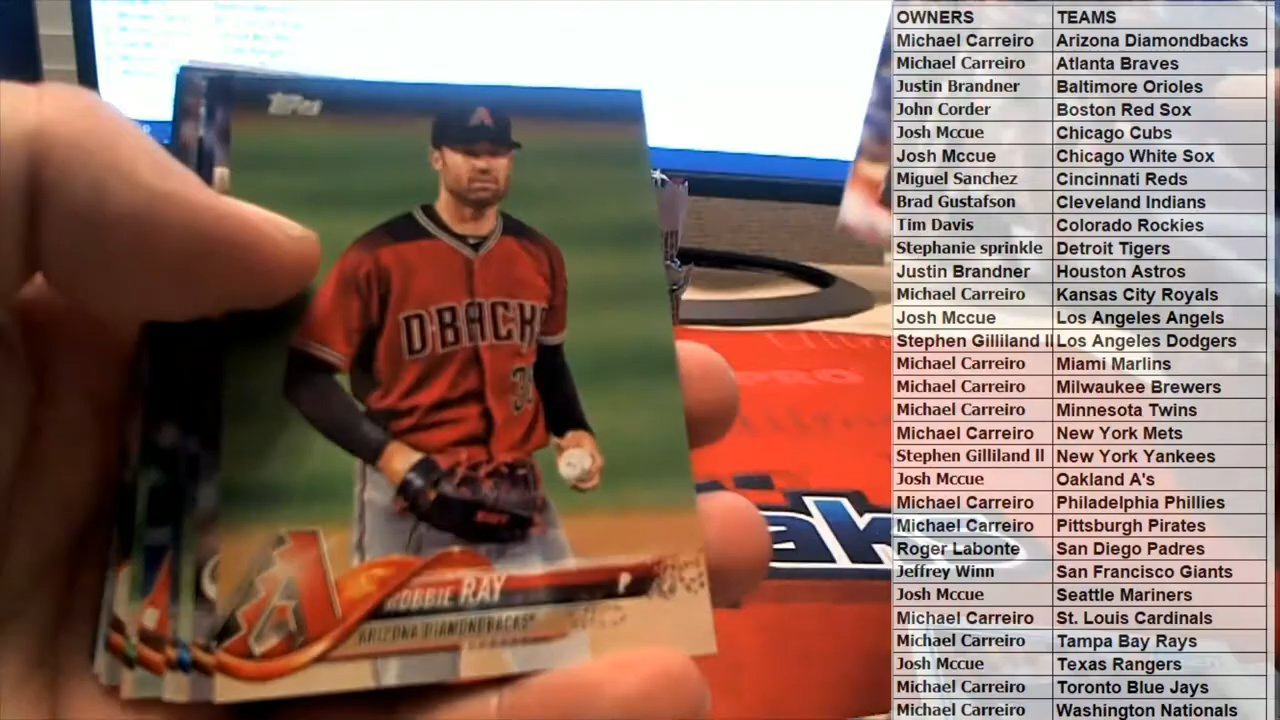 Topps
A
DBACKS
3
ROBBIE RAY
P
ARIZONA DIAMONDBACKS
PRO
ak
OWNERS TEAMS
Michael Carreiro Arizona Diamondbacks
Michael Carreiro Atlanta Braves
Justin Brandner Baltimore Orioles
John Corder Boston Red Sox
Josh Mccue Chicago Cubs
Josh Mccue Chicago White Sox
Miguel Sanchez Cincinnati Reds
Brad Gustafson Cleveland Indians
Tim Davis Colorado Rockies
Stephanie sprinkle Detroit Tigers
Justin Brandner Houston Astros
Michael Carreiro Kansas City Royals
Josh Mccue Los Angeles Angels
Stephen Gilliland II Los Angeles Dodgers
Michael Carreiro Miami Marlins
Michael Carreiro Milwaukee Brewers
Michael Carreiro Minnesota Twins
Michael Carreiro New York Mets
Stephen Gilliland II New York Yankees
Josh Mccue Oakland A's
Michael Carreiro Philadelphia Phillies
Michael Carreiro Pittsburgh Pirates
Roger Labonte San Diego Padres
Jeffrey Winn San Francisco Giants
Josh Mccue Seattle Mariners
Michael Carreiro St. Louis Cardinals
Michael Carreiro Tampa Bay Rays
Josh Mccue Texas Rangers
Michael Carreiro Toronto Blue Jays
Michael Carreiro Washington Nationals